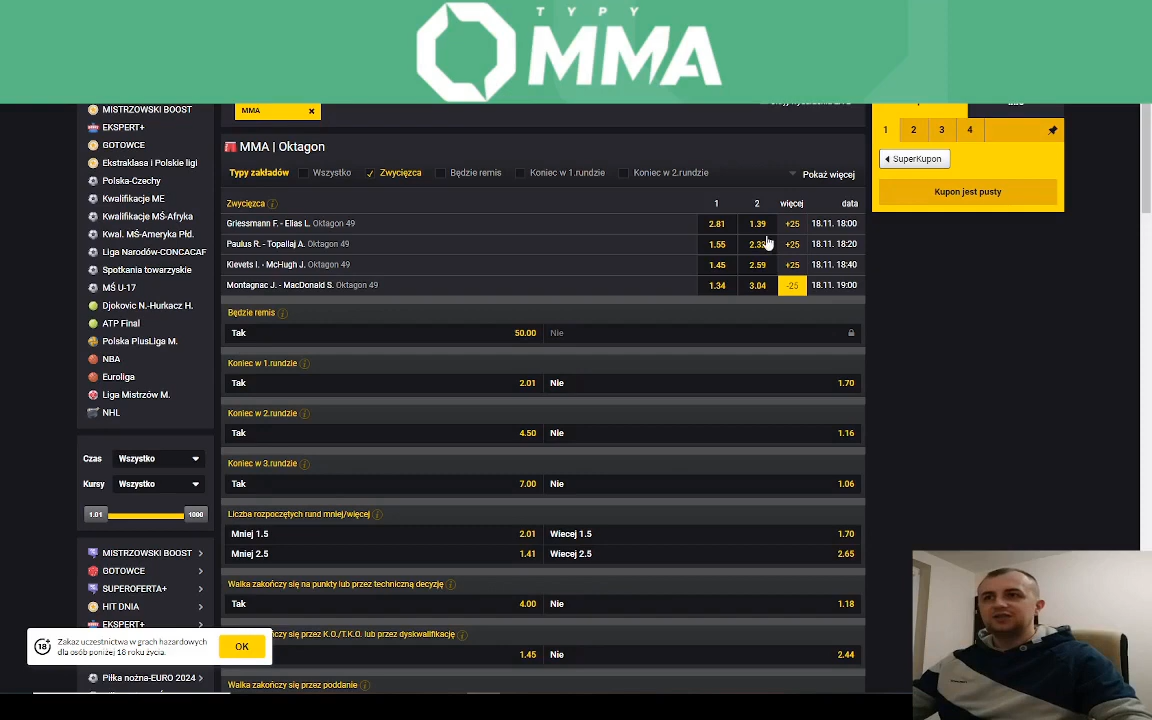 TYPY
MMA
MMA x
MISTRZOWSKI BOOST
EKSPERT+
GOTOWCE
Ekstraklasa i Polskie ligi
Polska-Czechy
Kwalifikacje ME
Kwalifikacje MŚ-Afryka
Kwal. MŚ-Ameryka Płd.
Liga Narodów-CONCACAF
Spotkania towarzyskie
MŚ U-17
Djokovic N.-Hurkacz H.
ATP Final
Polska PlusLiga M.
NBA
Euroliga
Liga Mistrzów M.
NHL
Czas Wszystko
Kursy Wszystko
1.01 1000
MISTRZOWSKI BOOST
GOTOWCE
SUPEROFERTA+
HIT DNIA
EKSPERT+
18 Zakaz uczestnictwa w grach hazardowych
dla osób poniżej 18 roku życia.
OK
Piłka nożna-EURO 2024
MMA | Oktagon
Typy zakładów Wszystko Zwycięzca Będzie remis Koniec w 1.rundzie Koniec w 2.rundzie Pokaż więcej
Zwycięzca 1 2 więcej data
Griessmann F. - Elias L. Oktagon 49 2.81 1.39 +25 18.11. 18:00
Paulus R. - Topallaj A. Oktagon 49 1.55 +25 18.11. 18:20
Klevets I. - McHugh J. Oktagon 49 1.45 2.59 +25 18.11. 18:40
Montagnac J. - MacDonald S. Oktagon 49 1.34 3.04 -25 18.11. 19:00
Będzie remis
Tak 50.00 Nie
Koniec w 1.rundzie
Tak 2.01 Nie 1.70
Koniec w 2.rundzie
Tak 4.50 Nie 1.16
Koniec w 3.rundzie
Tak 7.00 Nie 1.06
Liczba rozpoczętych rund mniej/więcej
Mniej 1.5 2.01 Wiecej 1.5 1.70
Mniej 2.5 1.41 Wiecej 2.5 2.65
Walka zakończy się na punkty lub przez techniczną decyzję
Tak 4.00 Nie 1.18
zy się przez K.O./T.K.O. lub przez dyskwalifikację
1.45 Nie 2.44
Walka zakończy się przez poddanie
1 2 3 4
SuperKupon
Kupon jest pusty